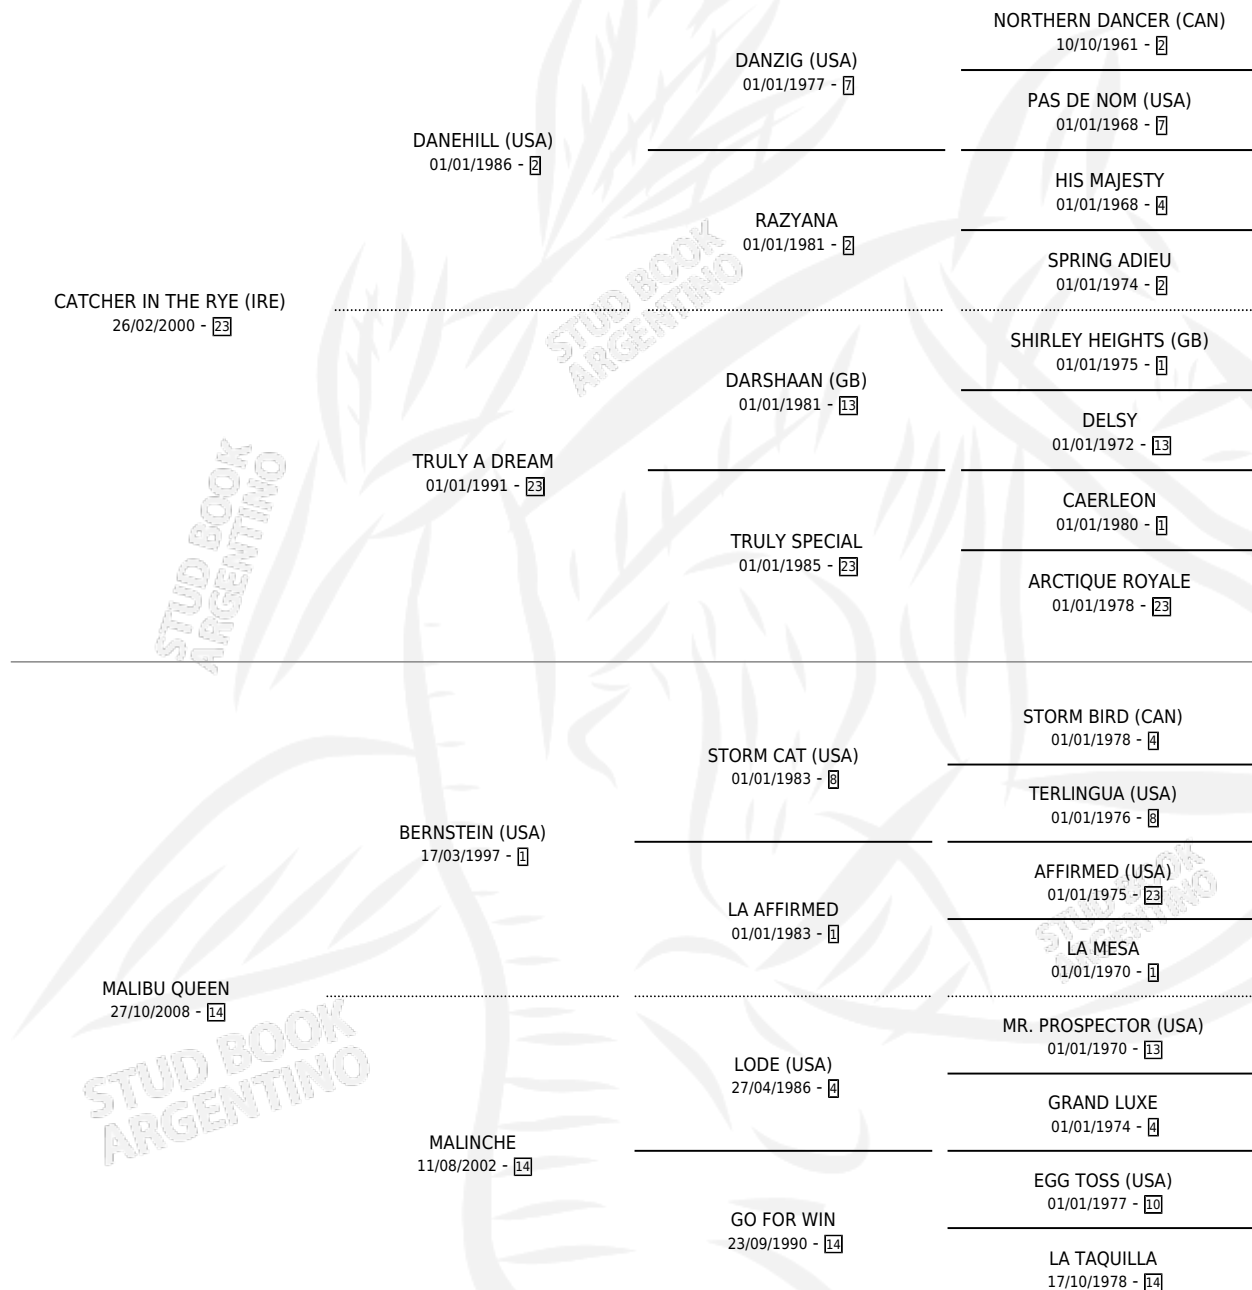 NORTHERN DANCER (CAN)
10/10/1961 - 2
DANZIG (USA)
01/01/1977 - 7
PAS DE NOM (USA)
01/01/1968 - 7
DANEHILL (USA)
01/01/1986 - 2
HIS MAJESTY
01/01/1968 - 4
RAZYANA
01/01/1981 - 2
SPRING ADIEU
01/01/1974 - 2
CATCHER IN THE RYE (IRE)
26/02/2000 - 23
SHIRLEY HEIGHTS (GB)
01/01/1975 - 1
DARSHAAN (GB)
01/01/1981 - 13
DELSY
01/01/1972 - 13
TRULY A DREAM
01/01/1991 - 23
CAERLEON
01/01/1980 - 1
TRULY SPECIAL
01/01/1985 - 23
ARCTIQUE ROYALE
01/01/1978 - 23
STORM BIRD (CAN)
01/01/1978 - 4
STORM CAT (USA)
01/01/1983 - 8
TERLINGUA (USA)
01/01/1976 - 8
BERNSTEIN (USA)
17/03/1997 - 1
AFFIRMED (USA)
01/01/1975 - 23
LA AFFIRMED
01/01/1983 - 1
LA MESA
01/01/1970 - 1
MALIBU QUEEN
27/10/2008 - 14
MR. PROSPECTOR (USA)
01/01/1970 - 13
LODE (USA)
27/04/1986 - 4
GRAND LUXE
01/01/1974 - 4
MALINCHE
11/08/2002 - 14
EGG TOSS (USA)
01/01/1977 - 10
GO FOR WIN
23/09/1990 - 14
LA TAQUILLA
17/10/1978 - 14
STUD BOOK
ARGENTINO
STUD BOOK
ARGENTINO
STUD BOOK
ARGENTINO
STUD BOOK
ARGENTINO